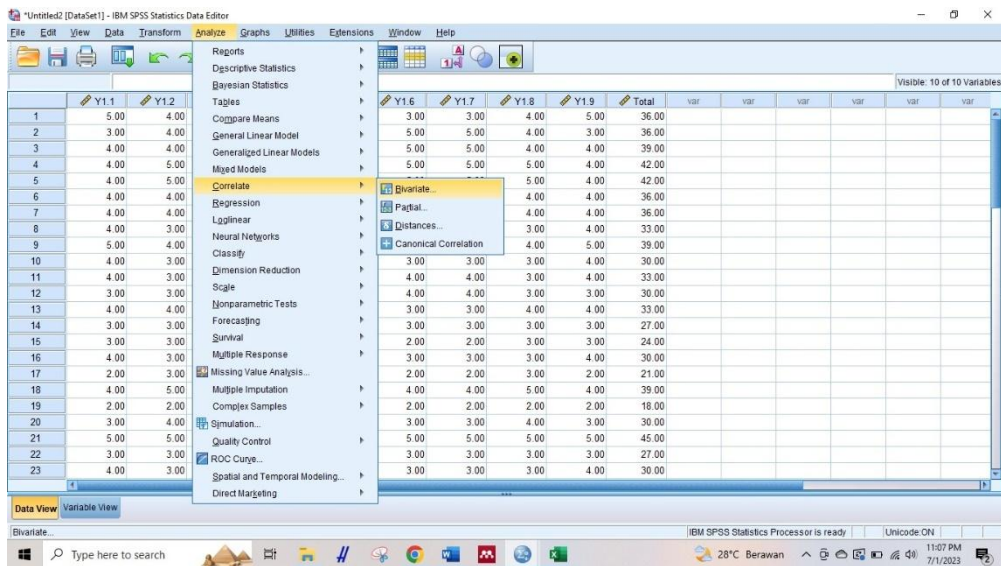 *Untitled2 [DataSet1] - IBM SPSS Statistics Data Editor
File Edit View Data Transform Analyze Graphs Utilities Extensions Window Help
Visible: 10 of 10 Variables
Reports
Descriptive Statistics
Bayesian Statistics
Tables
Compare Means
General Linear Model
Generalized Linear Models
Mixed Models
Correlate
Regression
Loglinear
Neural Networks
Classify
Dimension Reduction
Scale
Nonparametric Tests
Forecasting
Survival
Multiple Response
Missing Value Analysis...
Multiple Imputation
Complex Samples
Simulation...
Quality Control
ROC Curve...
Spatial and Temporal Modeling...
Direct Marketing
Bivariate...
Partial...
Distances...
Canonical Correlation
Y1.1 Y1.2 Y1.6 Y1.7 Y1.8 Y1.9 Total var var var var var var
1 5.00 4.00 3.00 3.00 4.00 5.00 36.00
2 3.00 4.00 5.00 5.00 4.00 3.00 36.00
3 4.00 4.00 5.00 5.00 4.00 4.00 39.00
4 4.00 5.00 5.00 5.00 5.00 4.00 42.00
5 4.00 5.00 5.00 4.00 42.00
6 4.00 4.00 4.00 4.00 36.00
7 4.00 4.00 4.00 4.00 36.00
8 4.00 3.00 3.00 4.00 33.00
9 5.00 4.00 4.00 5.00 39.00
10 4.00 3.00 3.00 3.00 3.00 4.00 30.00
11 4.00 3.00 4.00 4.00 3.00 4.00 33.00
12 3.00 3.00 4.00 4.00 3.00 3.00 30.00
13 4.00 4.00 3.00 3.00 4.00 4.00 33.00
14 3.00 3.00 3.00 3.00 3.00 3.00 27.00
15 3.00 3.00 2.00 2.00 3.00 3.00 24.00
16 4.00 3.00 3.00 3.00 3.00 4.00 30.00
17 2.00 3.00 2.00 2.00 3.00 2.00 21.00
18 4.00 5.00 4.00 4.00 5.00 4.00 39.00
19 2.00 2.00 2.00 2.00 2.00 2.00 18.00
20 3.00 4.00 3.00 3.00 4.00 3.00 30.00
21 5.00 5.00 5.00 5.00 5.00 5.00 45.00
22 3.00 3.00 3.00 3.00 3.00 3.00 27.00
23 4.00 3.00 3.00 3.00 3.00 4.00 30.00
Data View Variable View
Bivariate... IBM SPSS Statistics Processor is ready Unicode:ON
Type here to search 28°C Berawan 11:07 PM
7/1/2023